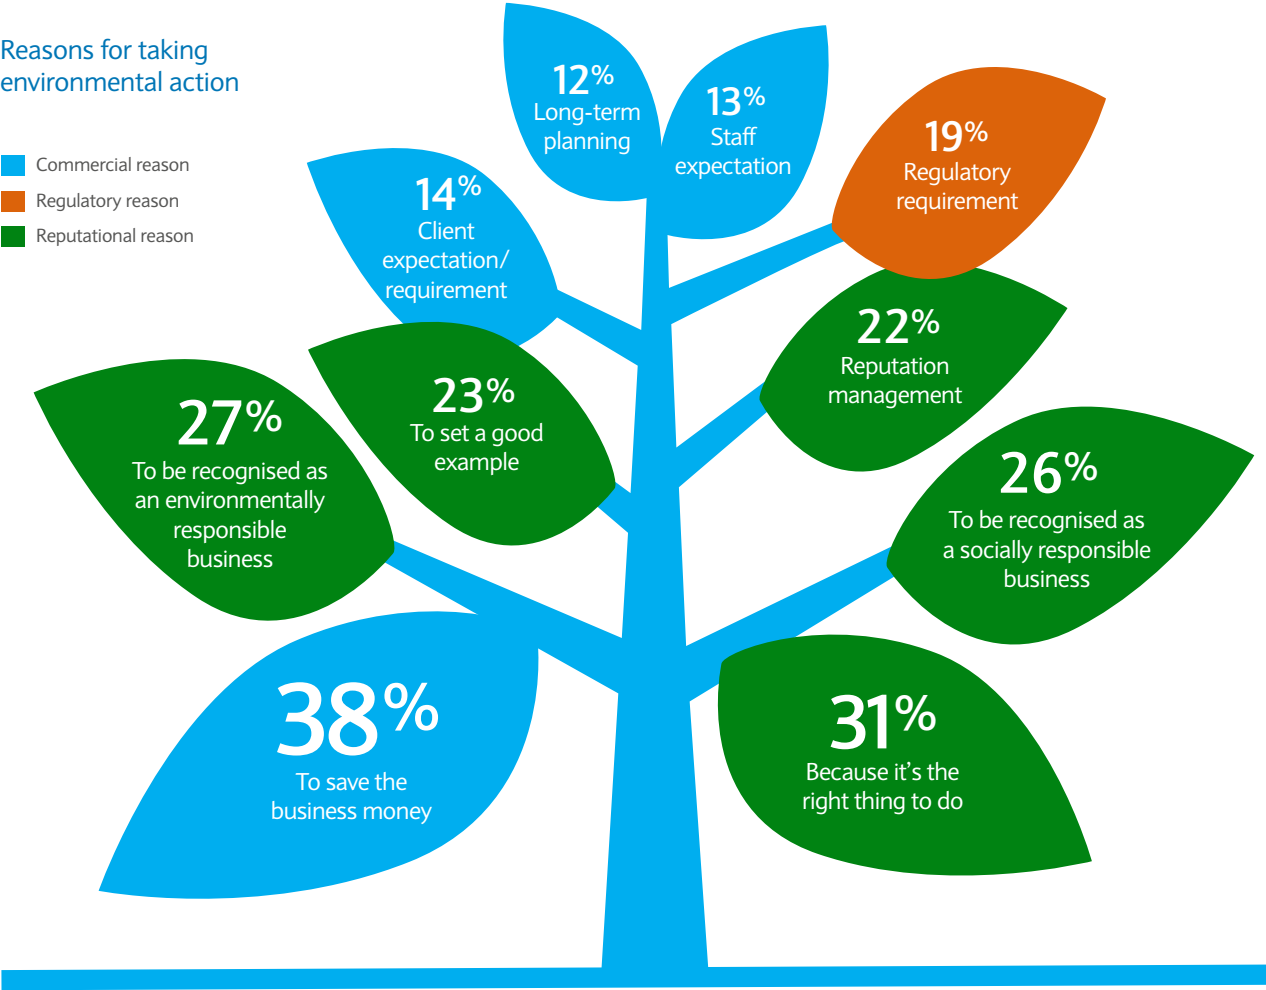 Reasons for taking
environmental action
Commercial reason
Regulatory reason
Reputational reason
12%
Long-term
planning
13%
Staff
expectation
19%
Regulatory
requirement
14%
Client
expectation/
requirement
22%
Reputation
management
23%
To set a good
example
27%
To be recognised as
an environmentally
responsible
business
26%
To be recognised as
a socially responsible
business
38%
To save the
business money
31%
Because it’s the
right thing to do